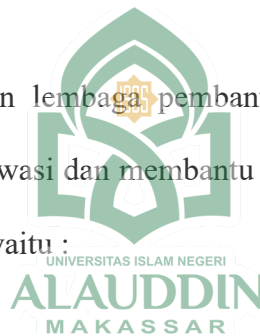 n lembaga pembant
wasi dan membantu
yaitu :
UNIVERSITAS ISLAM NEGERI
ALAUDDIN
MAKASSAR